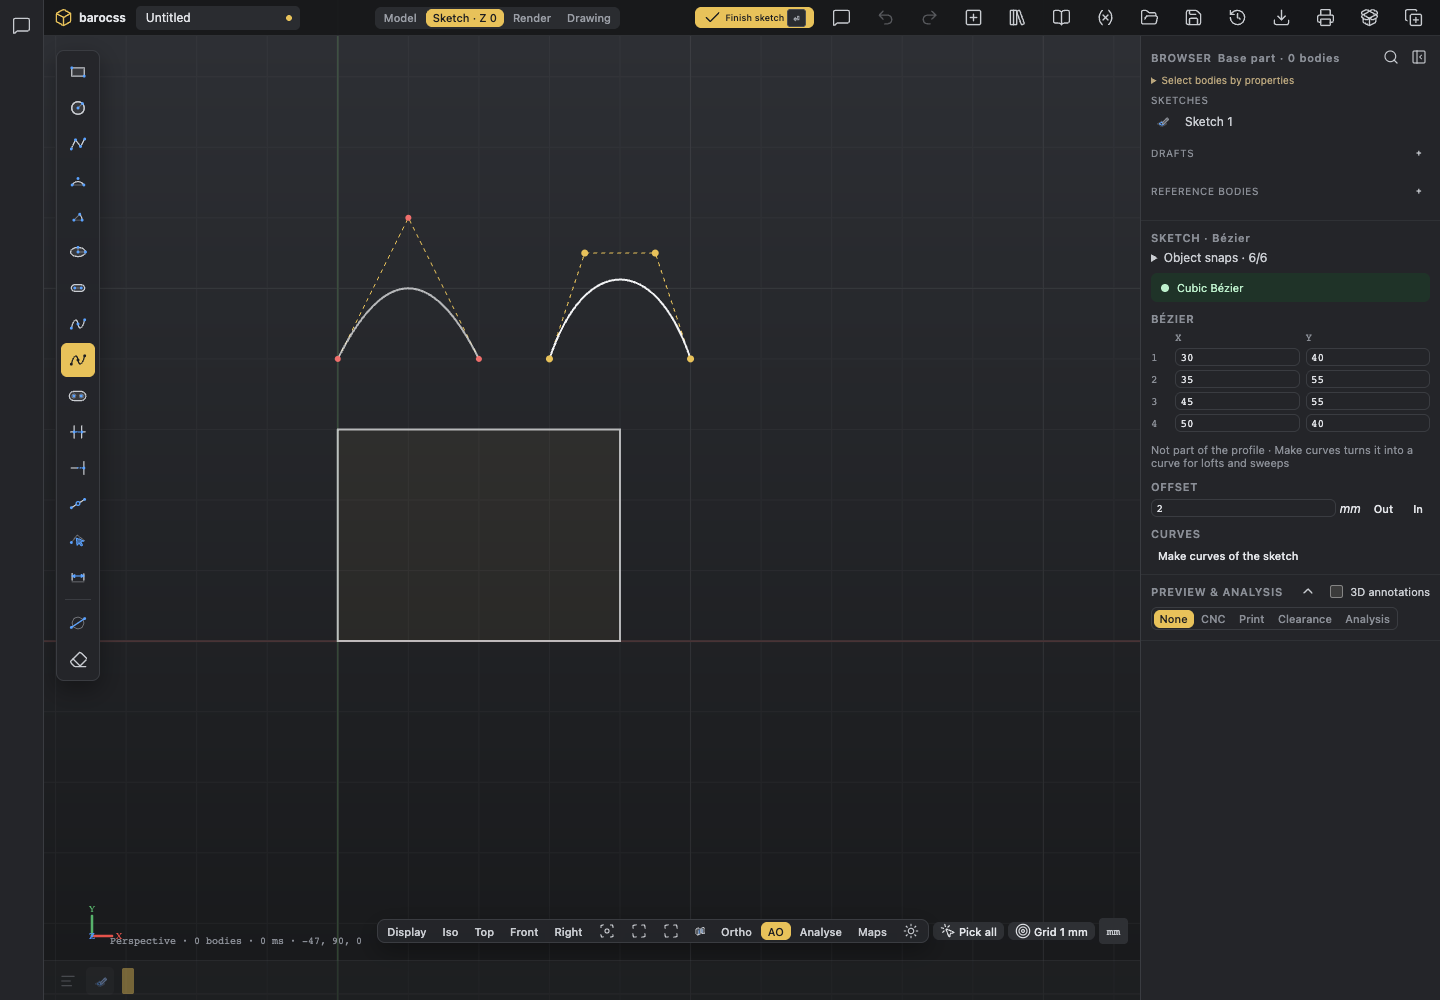 barocss
Untitled
Model Sketch · Z 0 Render Drawing
Finish sketch
BROWSER Base part · 0 bodies
Select bodies by properties
SKETCHES
Sketch 1
DRAFTS
REFERENCE BODIES
SKETCH · Bézier
Object snaps · 6/6
Cubic Bézier
BÉZIER
X Y
1 30 40
2 35 55
3 45 55
4 50 40
Not part of the profile · Make curves turns it into a
curve for lofts and sweeps
OFFSET
2 mm Out In
CURVES
Make curves of the sketch
PREVIEW & ANALYSIS 3D annotations
None CNC Print Clearance Analysis
Y
Z X
Perspective · 0 bodies · 0 ms · -47, 90, 0
Display Iso Top Front Right Ortho AO Analyse Maps Pick all Grid 1 mm mm